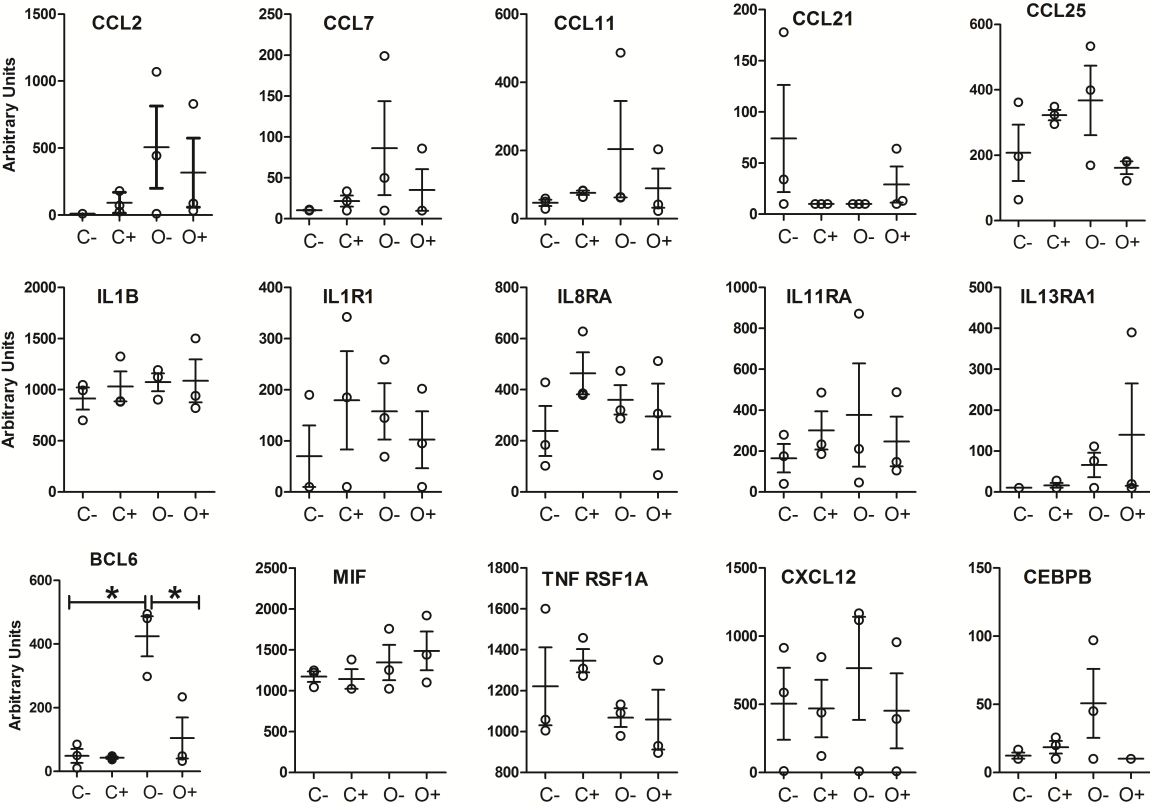 CCL2 CCL7 CCL11 CCL21 CCL25
Arbitrary Units
1500 1000 500 0
250 200 150 100 50 0
600 400 200 0
200 150 100 50 0
600 400 200 0
C- C+ O- O+ C- C+ O- O+ C- C+ O- O+ C- C+ O- O+ C- C+ O- O+
IL1B IL1R1 IL8RA IL11RA IL13RA1
Arbitrary Units
2000 1500 1000 500 0
400 300 200 100 0
800 600 400 200 0
1000 800 600 400 200 0
500 400 300 200 100 0
C- C+ O- O+ C- C+ O- O+ C- C+ O- O+ C- C+ O- O+ C- C+ O- O+
BCL6 MIF TNF RSF1A CXCL12 CEBPB
* *
Arbitrary Units
600 400 200 0
2500 2000 1500 1000 500 0
1800 1600 1400 1200 1000 800
1500 1000 500 0
150 100 50 0
C- C+ O- O+ C- C+ O- O+ C- C+ O- O+ C- C+ O- O+ C- C+ O- O+